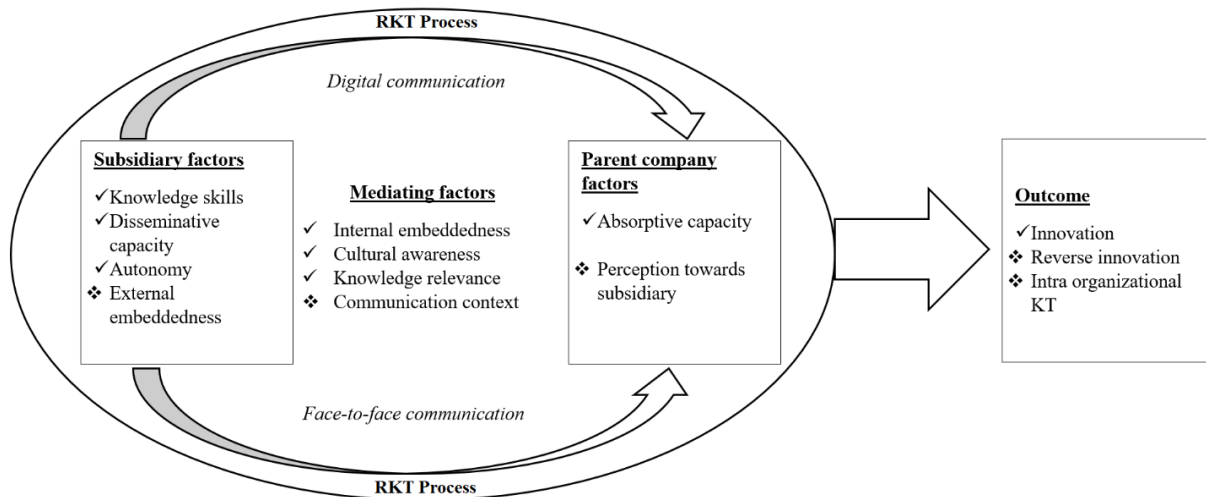 RKT Process
Digital communication
Subsidiary factors
✓Knowledge skills
✓Disseminative
capacity
✓Autonomy
❖External
embeddedness
Mediating factors
✓ Internal embeddedness
✓ Cultural awareness
✓ Knowledge relevance
❖ Communication context
Parent company
factors
✓Absorptive capacity
❖ Perception towards
subsidiary
Outcome
✓Innovation
❖Reverse innovation
❖Intra organizational
KT
Face-to-face communication
RKT Process